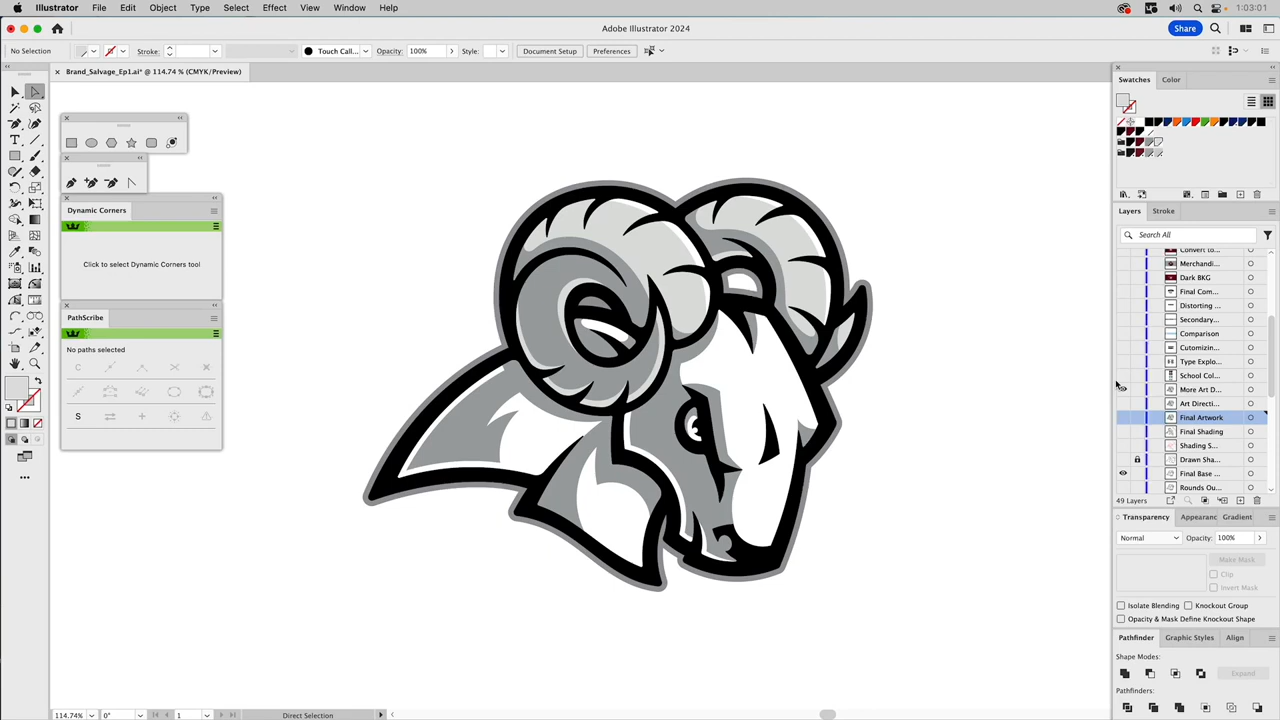 Illustrator File Edit Object Type Select Effect View Window Help 1:03:01
Adobe Illustrator 2024 Share
No Selection Stroke: Touch Call... Opacity: 100% Style: Document Setup Preferences
Brand_Salvage_Ep1.ai* @ 114.74 % (CMYK/Preview)
Swatches Color
Dynamic Corners
Click to select Dynamic Corners tool
PathScribe
No paths selected
Layers Stroke
Search All
Convert to...
Merchandi...
Dark BKG
Final Com...
Distorting ...
Secondary...
Comparison
Cutomizin...
Type Explo...
School Col...
More Art D...
Art Directi...
Final Artwork
Final Shading
Shading S...
Drawn Sha...
Final Base ...
Rounds Ou...
49 Layers
Transparency Appearanc Gradient
Normal Opacity: 100%
Make Mask
Clip
Invert Mask
Isolate Blending Knockout Group
Opacity & Mask Define Knockout Shape
Pathfinder Graphic Styles Align
Shape Modes:
Expand
Pathfinders:
114.74% 0° 1 Direct Selection